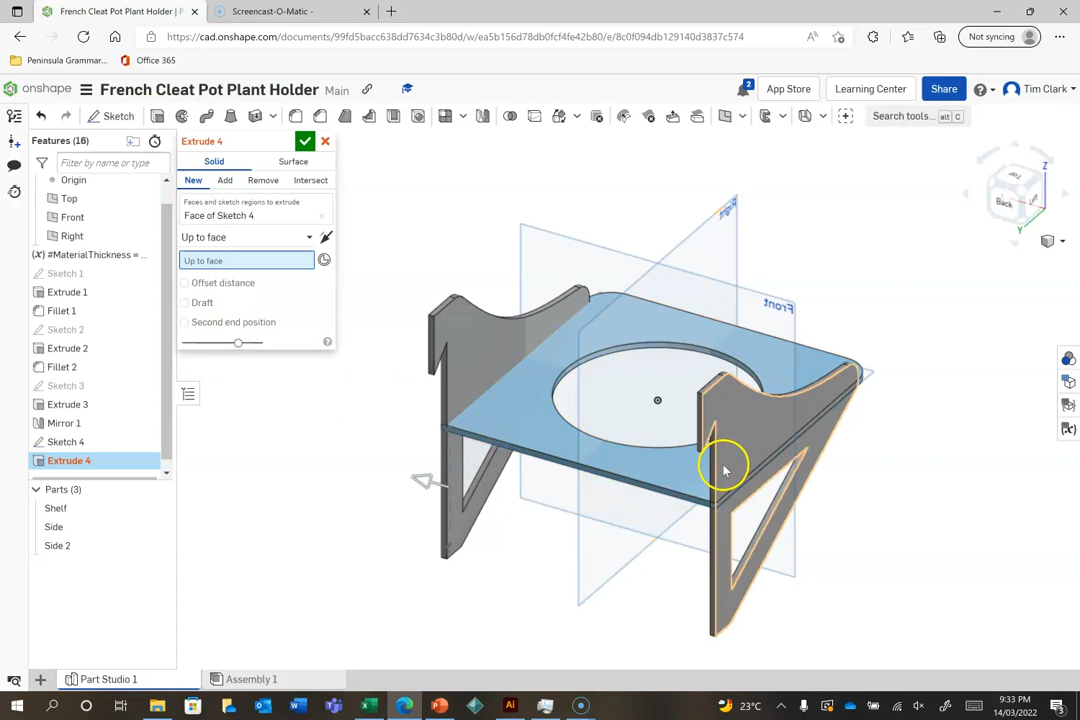 French Cleat Pot Plant Holder |
Screencast-O-Matic -
https://cad.onshape.com/documents/99fd5bacc638dd7634c3b80d/w/ea5b156d78db0fcf4fe42b80/e/8c0f094db29140d3837c574
Not syncing
Peninsula Grammar...
Office 365
onshape
French Cleat Pot Plant Holder
Main
2
App Store
Learning Center
Share
Tim Clark
Sketch
Search tools...
alt C
Features (16)
Filter by name or type
Origin
Top
Front
Right
(x) #MaterialThickness = ...
Sketch 1
Extrude 1
Fillet 1
Sketch 2
Extrude 2
Fillet 2
Sketch 3
Extrude 3
Mirror 1
Sketch 4
Extrude 4
Parts (3)
Shelf
Side
Side 2
Extrude 4
Solid
Surface
New
Add
Remove
Intersect
Faces and sketch regions to extrude
Face of Sketch 4
Up to face
Up to face
Offset distance
Draft
Second end position
Right
Front
Top
Back
Left
Z
Y
Part Studio 1
Assembly 1
23°C
9:33 PM
14/03/2022